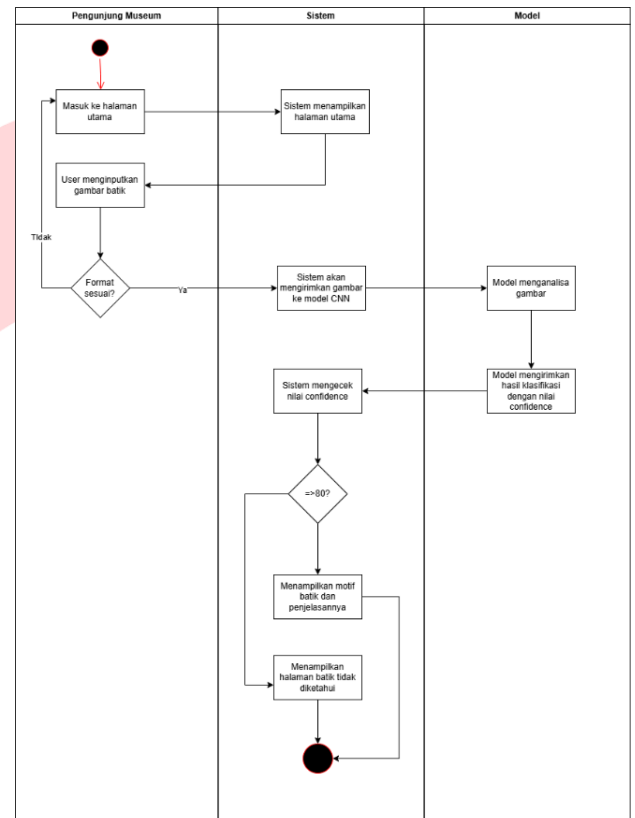 Pengunjung Museum
Sistem
Model
Masuk ke halaman
utama
Sistem menampilkan
halaman utama
User menginputkan
gambar batik
Tidak
Format
sesuai?
Ya
Sistem akan
mengirimkan gambar
ke model CNN
Model menganalisa
gambar
Model mengirimkan
hasil klasifikasi
dengan nilai
confidence
Sistem mengecek
nilai confidence
=>80?
Menampilkan motif
batik dan
penjelasannya
Menampilkan
halaman batik tidak
diketahui